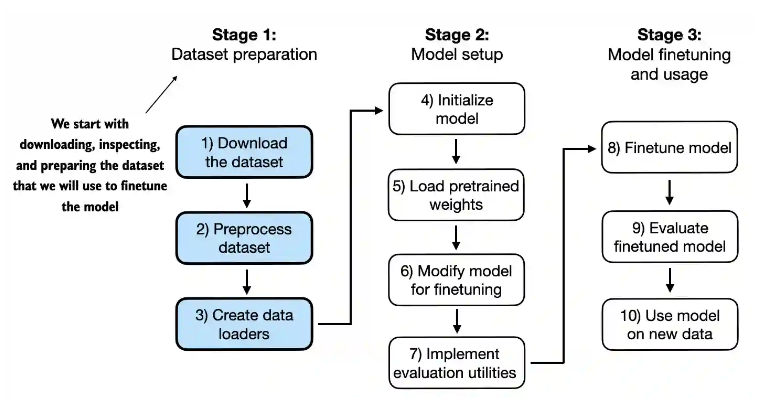 Stage 1:
Dataset preparation
We start with
downloading, inspecting,
and preparing the dataset
that we will use to finetune
the model
1) Download
the dataset
2) Preprocess
dataset
3) Create data
loaders
Stage 2:
Model setup
4) Initialize
model
5) Load pretrained
weights
6) Modify model
for finetuning
7) Implement
evaluation utilities
Stage 3:
Model finetuning
and usage
8) Finetune model
9) Evaluate
finetuned model
10) Use model
on new data